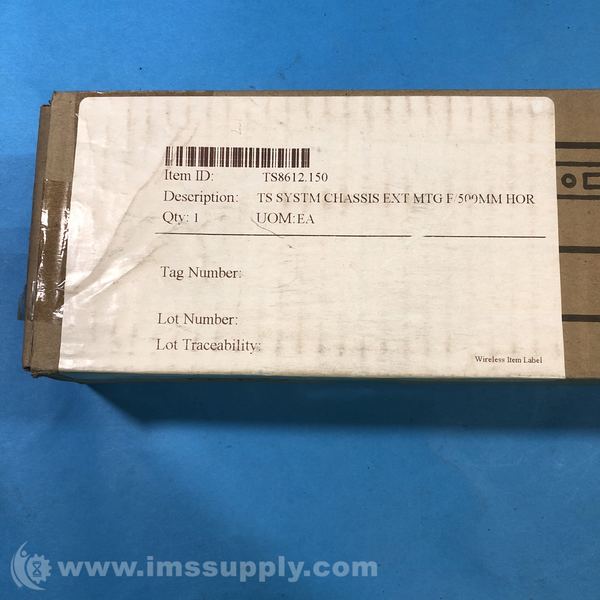 Item ID: TS8612.150
Description: TS SYSTM CHASSIS EXT MTG F/500MM HOR
Qty: 1 UOM:EA
Tag Number:
Lot Number:
Lot Traceability:
Wireless Item Label
www.imssupply.com